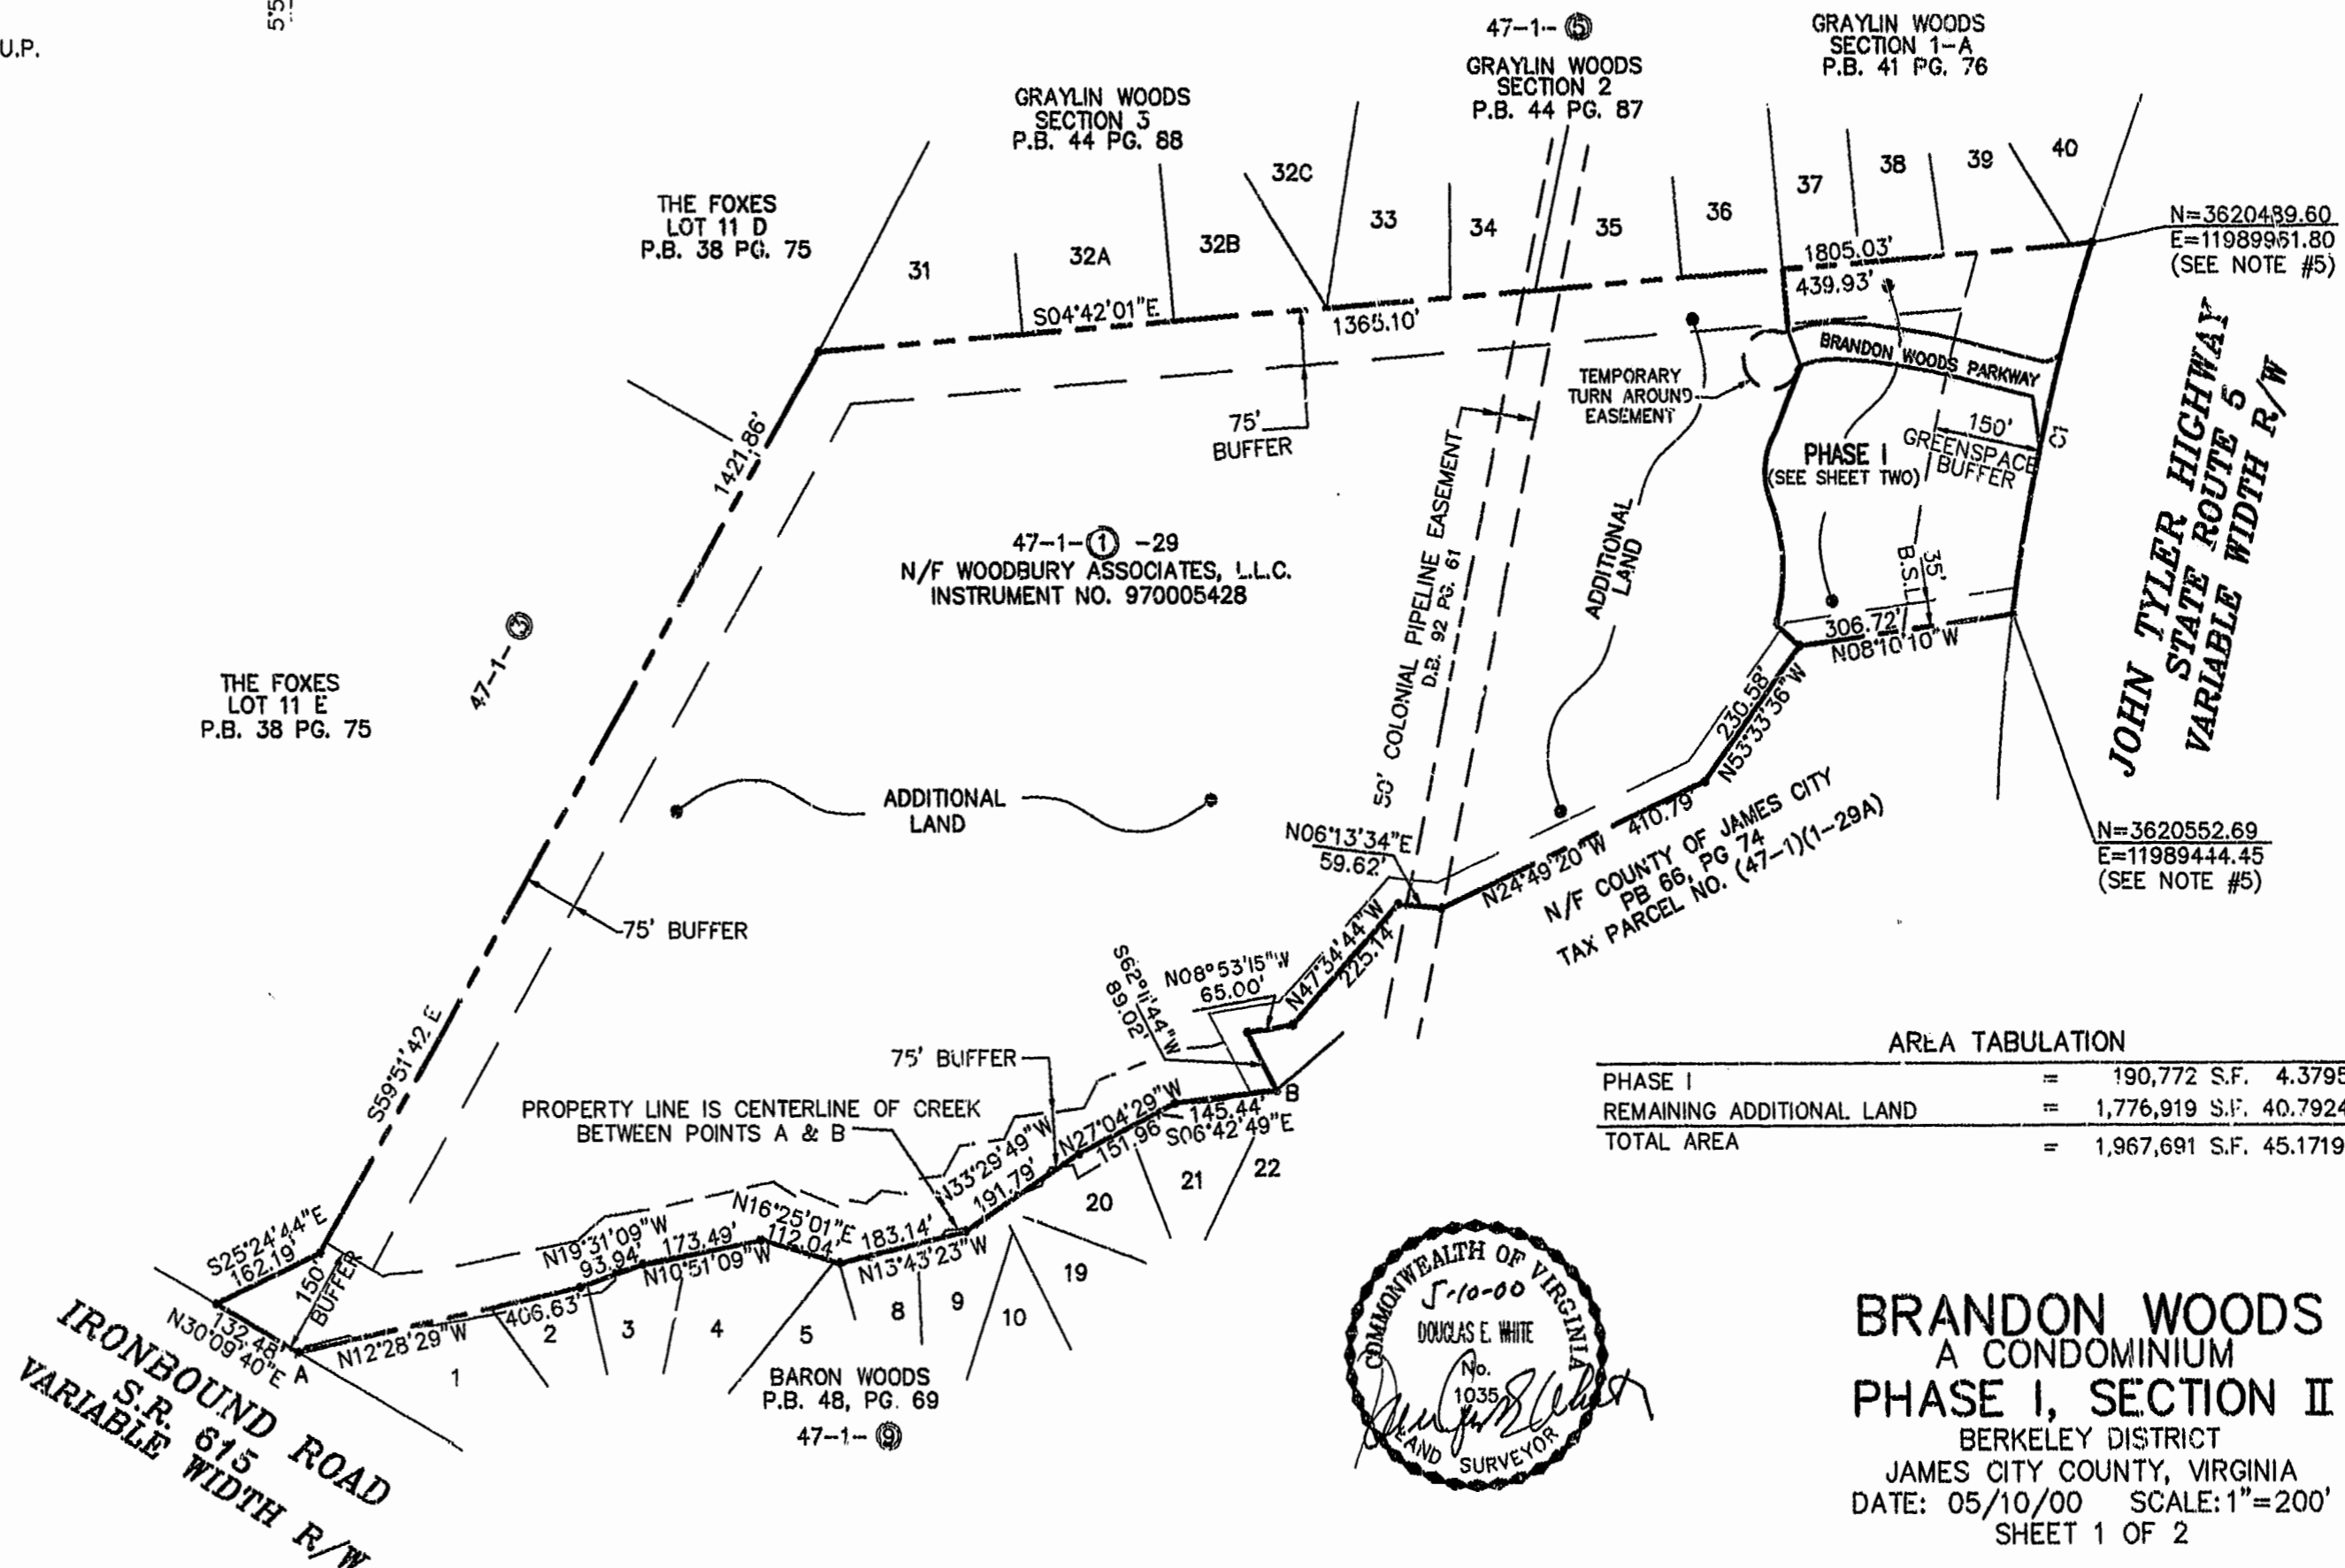 U.P.
47-1-⑤
GRAYLIN WOODS
SECTION 2
P.B. 44 PG. 87
GRAYLIN WOODS
SECTION 1-A
P.B. 41 PG. 76
GRAYLIN WOODS
SECTION 3
P.B. 44 PG. 88
THE FOXES
LOT 11 D
P.B. 38 PG. 75
31
32A
32B
32C
33
34
35
36
37
38
39
40
S04°42'01"E
1365.10'
1805.03'
439.93'
N=3620489.60
E=11989961.80
(SEE NOTE #5)
BRANDON WOODS PARKWAY
TEMPORARY
TURN AROUND
EASEMENT
75'
BUFFER
1421.86'
PHASE I
(SEE SHEET TWO)
150'
GREENSPACE
BUFFER
C1
JOHN TYLER HIGHWAY
STATE ROUTE 5
VARIABLE WIDTH R/W
50' COLONIAL PIPELINE EASEMENT
D.B. 92 PG. 61
ADDITIONAL
LAND
47-1-① -29
N/F WOODBURY ASSOCIATES, L.L.C.
INSTRUMENT NO. 970005428
35'
B.S.L.
306.72'
N08°10'10"W
47-1-③
THE FOXES
LOT 11 E
P.B. 38 PG. 75
230.58'
N53°33'36"W
ADDITIONAL
LAND
410.79'
N24°49'20"W
N/F COUNTY OF JAMES CITY
PB 66, PG 74
TAX PARCEL NO. (47-1)(1-29A)
N=3620552.69
E=11989444.45
(SEE NOTE #5)
N06°13'34"E
59.62'
75' BUFFER
N47°34'44"W
225.14'
N08°53'15"W
65.00'
S62°11'44"W
89.02'
S59°51'42 E
75' BUFFER
PROPERTY LINE IS CENTERLINE OF CREEK
BETWEEN POINTS A & B
B
145.44'
S06°42'49"E
N27°04'29"W
151.96'
N33°29'49"W
191.79'
22
21
20
19
AREA TABULATION
PHASE I = 190,772 S.F. 4.3795
REMAINING ADDITIONAL LAND = 1,776,919 S.F. 40.7924
TOTAL AREA = 1,967,691 S.F. 45.1719
S25°24'44"E
162.19'
150'
BUFFER
132.48'
N30°09'40"E
A
N12°28'29"W
406.63'
N19°31'09"W
93.94'
173.49'
N10°51'09"W
N16°25'01"E
112.04'
183.14'
N13°43'23"W
1
2
3
4
5
8
9
10
BARON WOODS
P.B. 48, PG. 69
47-1-⑨
IRONBOUND ROAD
S.R. 615
VARIABLE WIDTH R/W
COMMONWEALTH OF VIRGINIA
5-10-00
DOUGLAS E. WHITE
No.
1035
LAND SURVEYOR
BRANDON WOODS
A CONDOMINIUM
PHASE I, SECTION II
BERKELEY DISTRICT
JAMES CITY COUNTY, VIRGINIA
DATE: 05/10/00 SCALE: 1"=200'
SHEET 1 OF 2